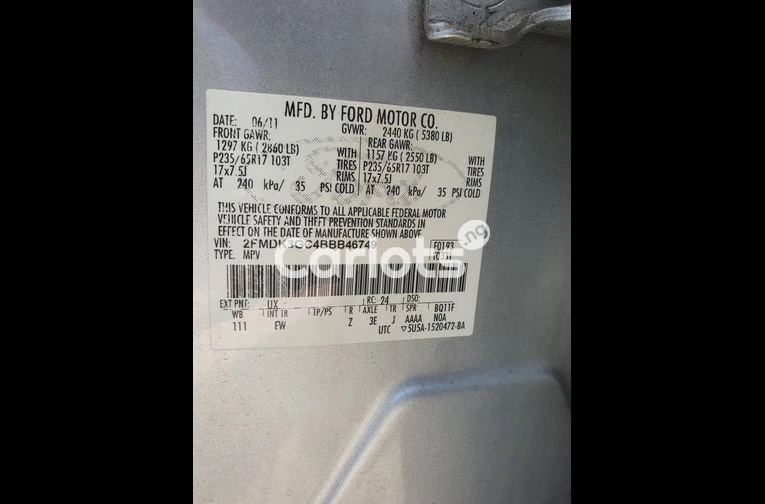 MFD. BY FORD MOTOR CO.
DATE: 06/11 GVWR: 2440 KG ( 5380 LB)
FRONT GAWR: REAR GAWR:
1297 KG ( 2860 LB) WITH 1157 KG ( 2550 LB) WITH
P235/65R17 103T TIRES P235/65R17 103T TIRES
17x7.5J RIMS 17x7.5J RIMS
AT 240 kPa/ 35 PSI COLD AT 240 kPa/ 35 PSI COLD
THIS VEHICLE CONFORMS TO ALL APPLICABLE FEDERAL MOTOR
VEHICLE SAFETY AND THEFT PREVENTION STANDARDS IN
EFFECT ON THE DATE OF MANUFACTURE SHOWN ABOVE.
VIN: 2FMDK3GC4BBB46749 F0193
TYPE: MPV
Carlots.ng
EXT PNT: UX RC: 24 DSO:
WB INT TR TP/PS R AXLE TR SPR BQ11F
111 EW Z 3E J AAAA NOA
UTC ▽5U5A-1520472-BA